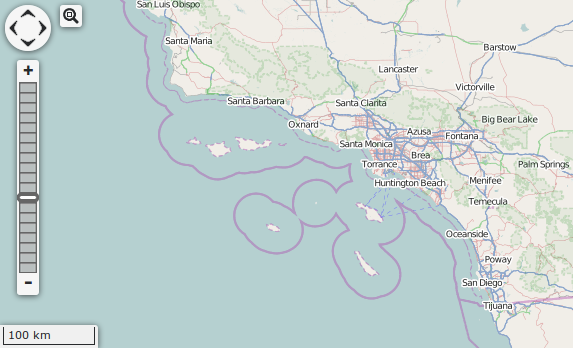 San Luis Obispo
Santa Maria
Barstow
Lancaster
Victorville
Santa Barbara
Santa Clarita
Oxnard
Big Bear Lake
Azusa
Fontana
Santa Monica
Brea
Torrance
Palm Springs
Huntington Beach
Menifee
Temecula
Oceanside
Poway
San Diego
Tijuana
+
-
100 km